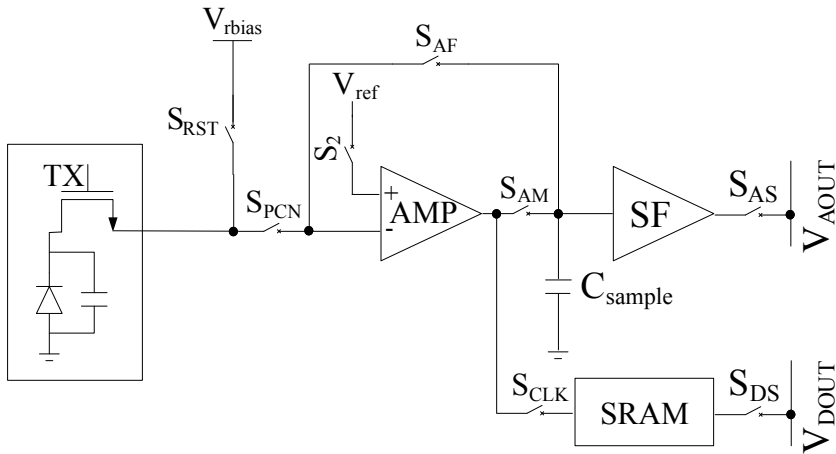 V_rbias
S_AF
V_ref
S_RST
S_2
TX
S_PCN
+
-
AMP
S_AM
SF
S_AS
V_AOUT
C_sample
S_CLK
SRAM
S_DS
V_DOUT